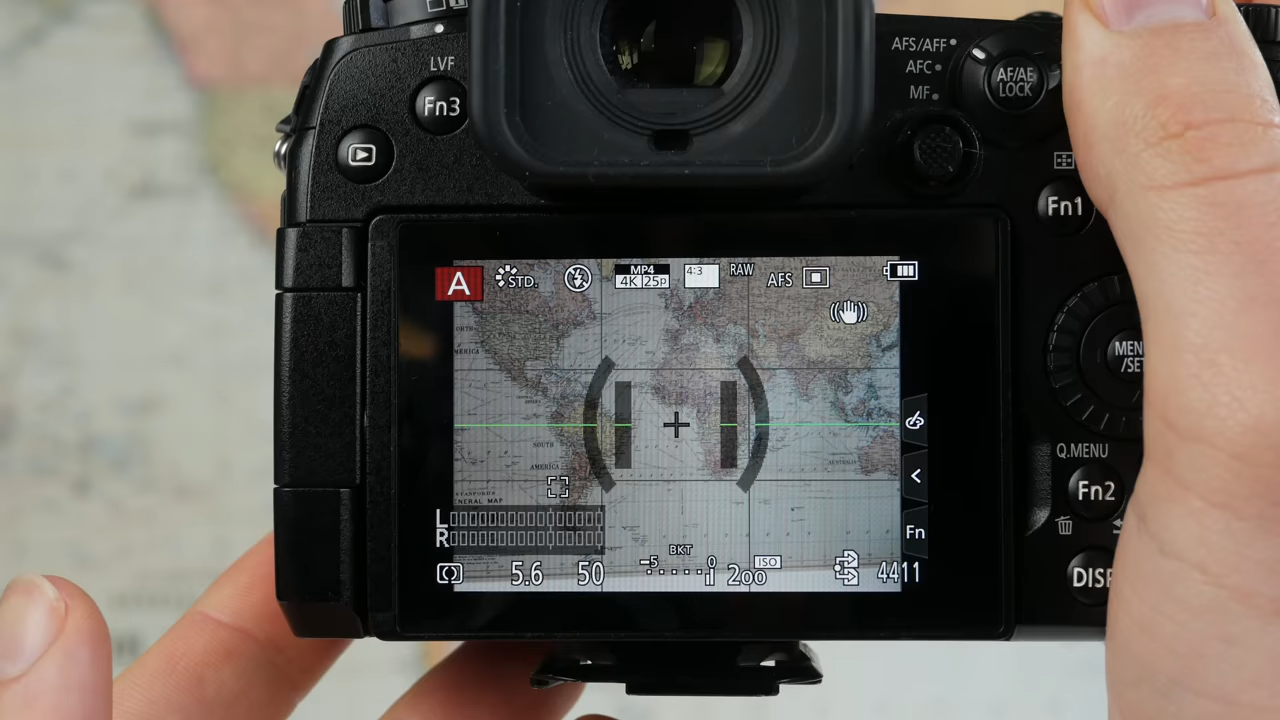 LVF
Fn3
AFS/AFF
AFC
MF
AF/AE
LOCK
Fn1
A
STD.
MP4
4K 25p
4:3
RAW
AFS
MENU
/SET
SOUTH
AMERICA
AUSTRALIA
Q.MENU
Fn2
Fn
L
R
5.6
50
-5
BKT
0
ISO
200
4411
DISP